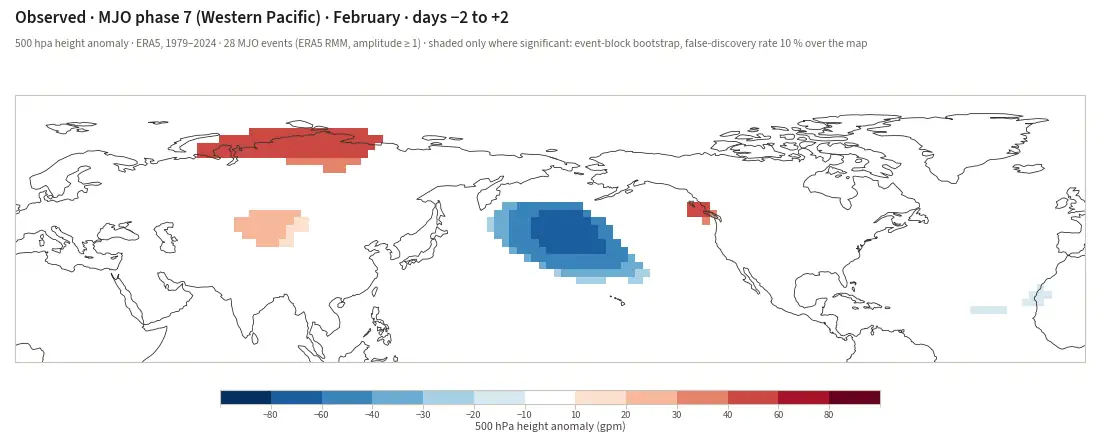 Observed · MJO phase 7 (Western Pacific) · February · days −2 to +2
500 hpa height anomaly · ERA5, 1979–2024 · 28 MJO events (ERA5 RMM, amplitude ≥ 1) · shaded only where significant: event-block bootstrap, false-discovery rate 10 % over the map
−80 −60 −40 −30 −20 −10 10 20 30 40 60 80
500 hpa height anomaly (gpm)